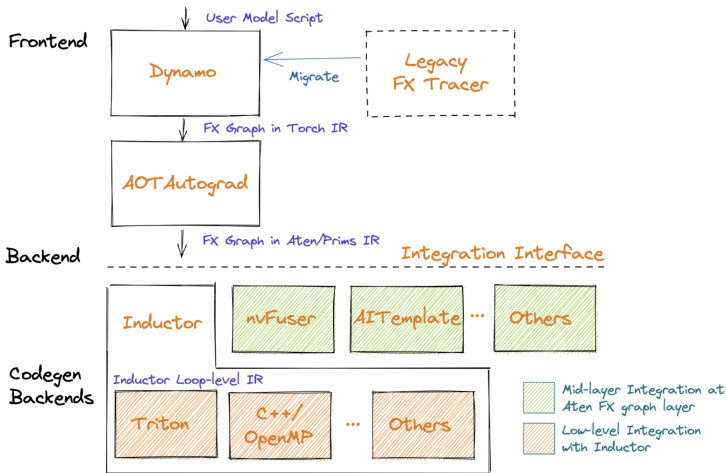 User Model Script
Frontend
Dynamo
Migrate
Legacy
FX Tracer
FX Graph in Torch IR
AOTAutograd
FX Graph in Aten/Prims IR
Backend
Integration Interface
Inductor
nvFuser
AITemplate
...
Others
Codegen
Backends
Inductor Loop-level IR
Triton
C++/
OpenMP
...
Others
Mid-layer Integration at
Aten FX graph layer
Low-level Integration
with Inductor